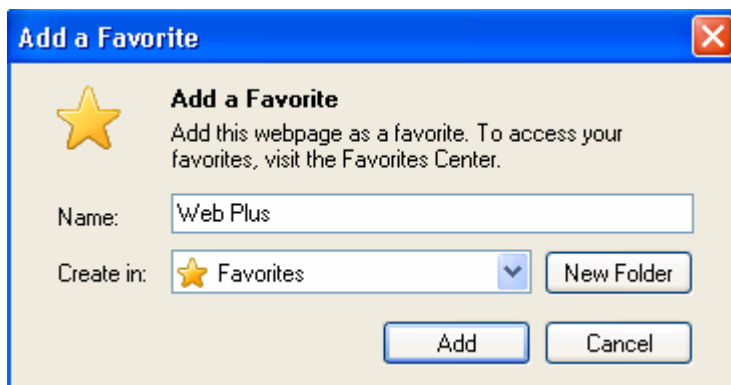 Add a Favorite
Add a Favorite
Add this webpage as a favorite. To access your
favorites, visit the Favorites Center.
Name: Web Plus
Create in: Favorites New Folder
Add Cancel